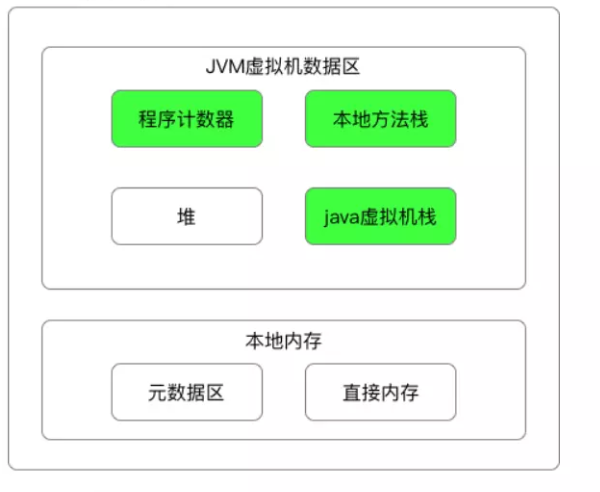 JVM虚拟机数据区
程序计数器
本地方法栈
堆
java虚拟机栈
本地内存
元数据区
直接内存